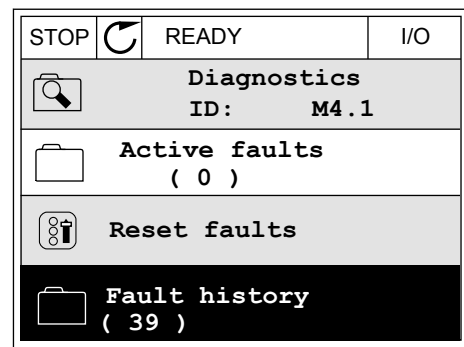 STOP READY I/O
Diagnostics
ID: M4.1
Active faults
( 0 )
Reset faults
Fault history
( 39 )